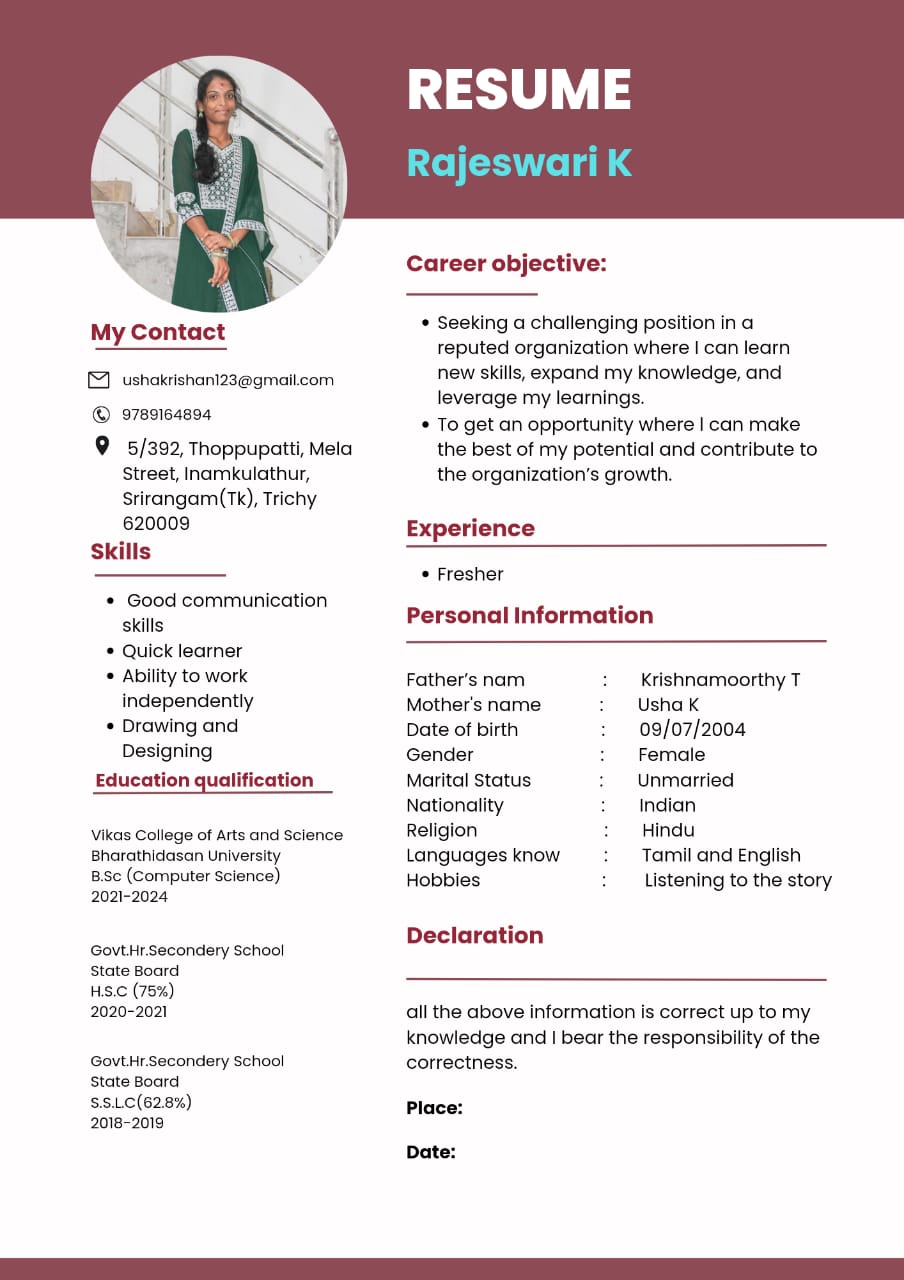 RESUME
Rajeswari K
My Contact
ushakrishan123@gmail.com
9789164894
5/392, Thoppupatti, Mela
Street, Inamkulathur,
Srirangam(Tk), Trichy
620009
Skills
• Good communication
skills
• Quick learner
• Ability to work
independently
• Drawing and
Designing
Education qualification
Vikas College of Arts and Science
Bharathidasan University
B.Sc (Computer Science)
2021-2024
Govt.Hr.Secondery School
State Board
H.S.C (75%)
2020-2021
Govt.Hr.Secondery School
State Board
S.S.L.C(62.8%)
2018-2019
Career objective:
• Seeking a challenging position in a
reputed organization where I can learn
new skills, expand my knowledge, and
leverage my learnings.
• To get an opportunity where I can make
the best of my potential and contribute to
the organization’s growth.
Experience
• Fresher
Personal Information
Father’s nam : Krishnamoorthy T
Mother's name : Usha K
Date of birth : 09/07/2004
Gender : Female
Marital Status : Unmarried
Nationality : Indian
Religion : Hindu
Languages know : Tamil and English
Hobbies : Listening to the story
Declaration
all the above information is correct up to my
knowledge and I bear the responsibility of the
correctness.
Place:
Date: